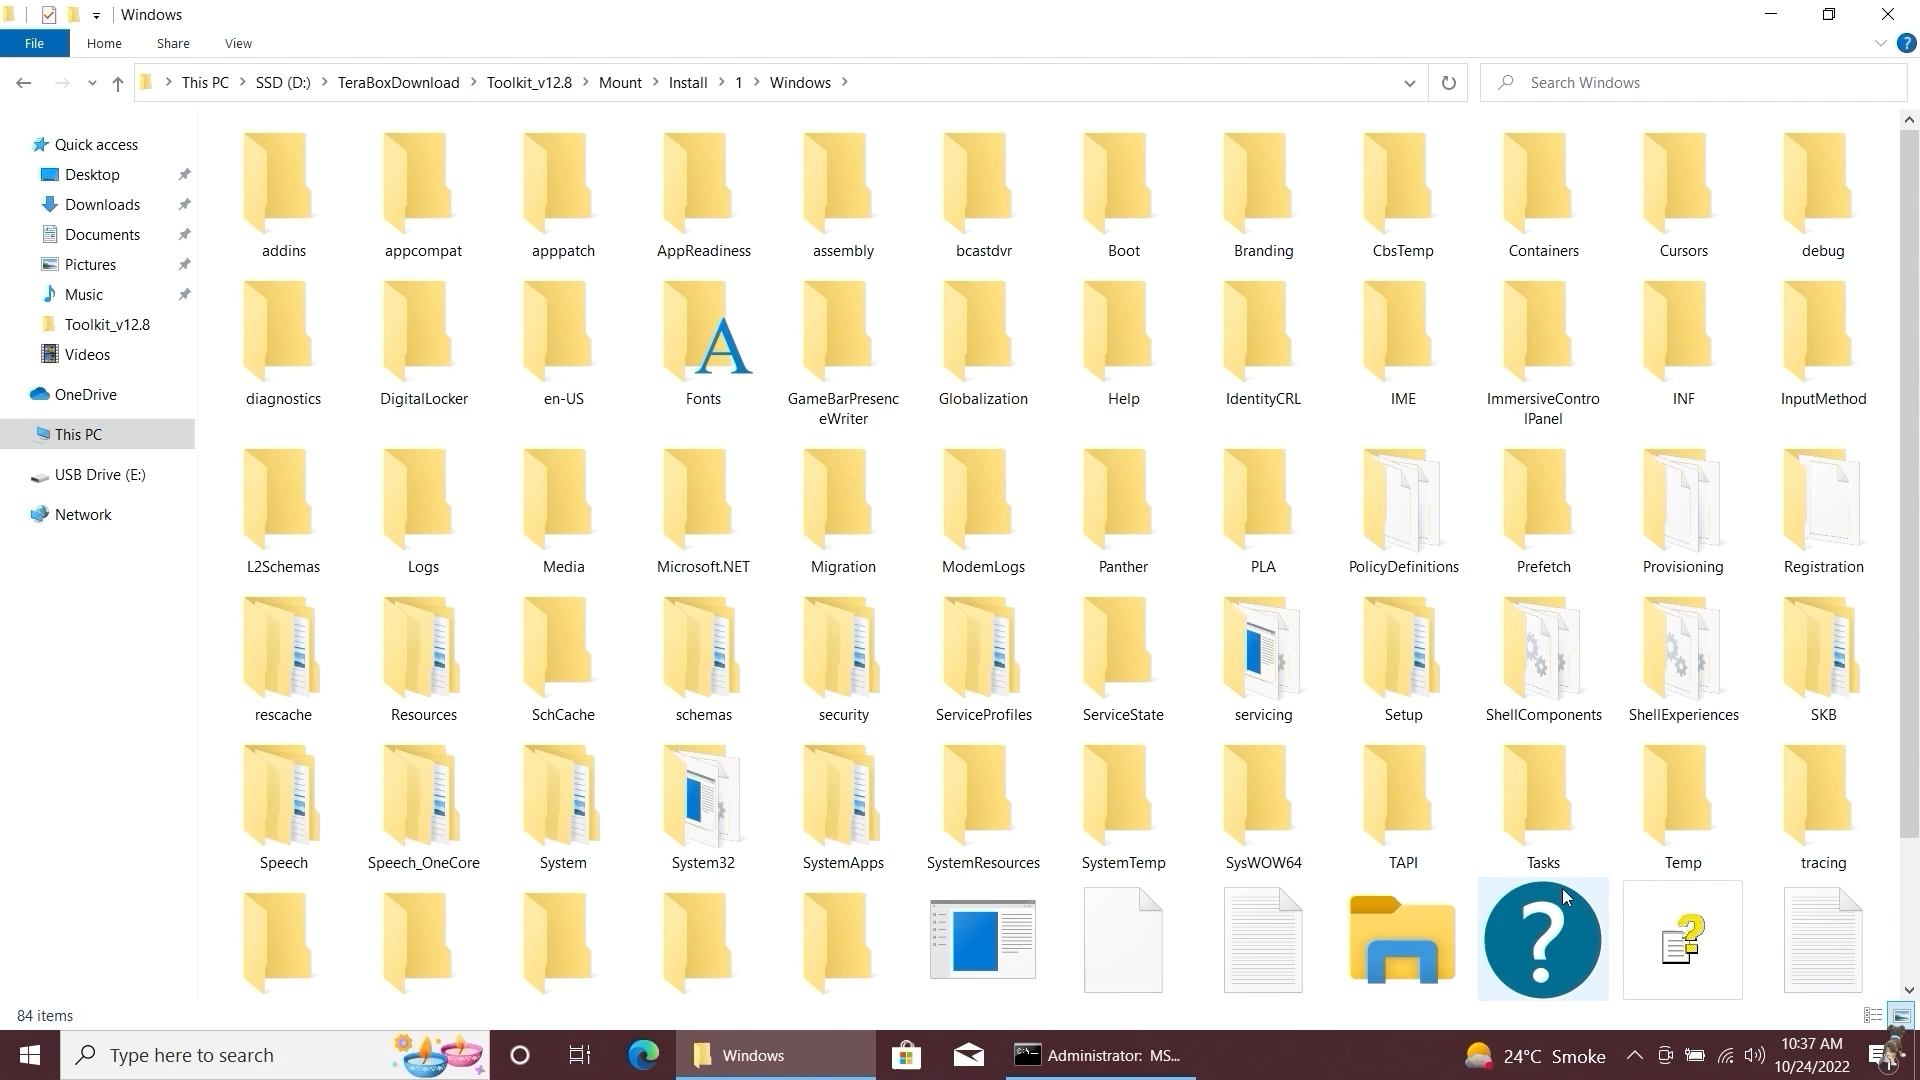 Windows
File Home Share View
This PC SSD (D:) TeraBoxDownload Toolkit_v12.8 Mount Install 1 Windows
Search Windows
Quick access
Desktop
Downloads
Documents
Pictures
Music
Toolkit_v12.8
Videos
OneDrive
This PC
USB Drive (E:)
Network
addins appcompat apppatch AppReadiness assembly bcastdvr Boot Branding CbsTemp Containers Cursors debug
diagnostics DigitalLocker en-US Fonts GameBarPresenc Globalization Help IdentityCRL IME ImmersiveContro INF InputMethod
eWriter lPanel
L2Schemas Logs Media Microsoft.NET Migration ModemLogs Panther PLA PolicyDefinitions Prefetch Provisioning Registration
rescache Resources SchCache schemas security ServiceProfiles ServiceState servicing Setup ShellComponents ShellExperiences SKB
Speech Speech_OneCore System System32 SystemApps SystemResources SystemTemp SysWOW64 TAPI Tasks Temp tracing
84 items
Type here to search
Windows
Administrator: MS...
24°C Smoke
10:37 AM
10/24/2022